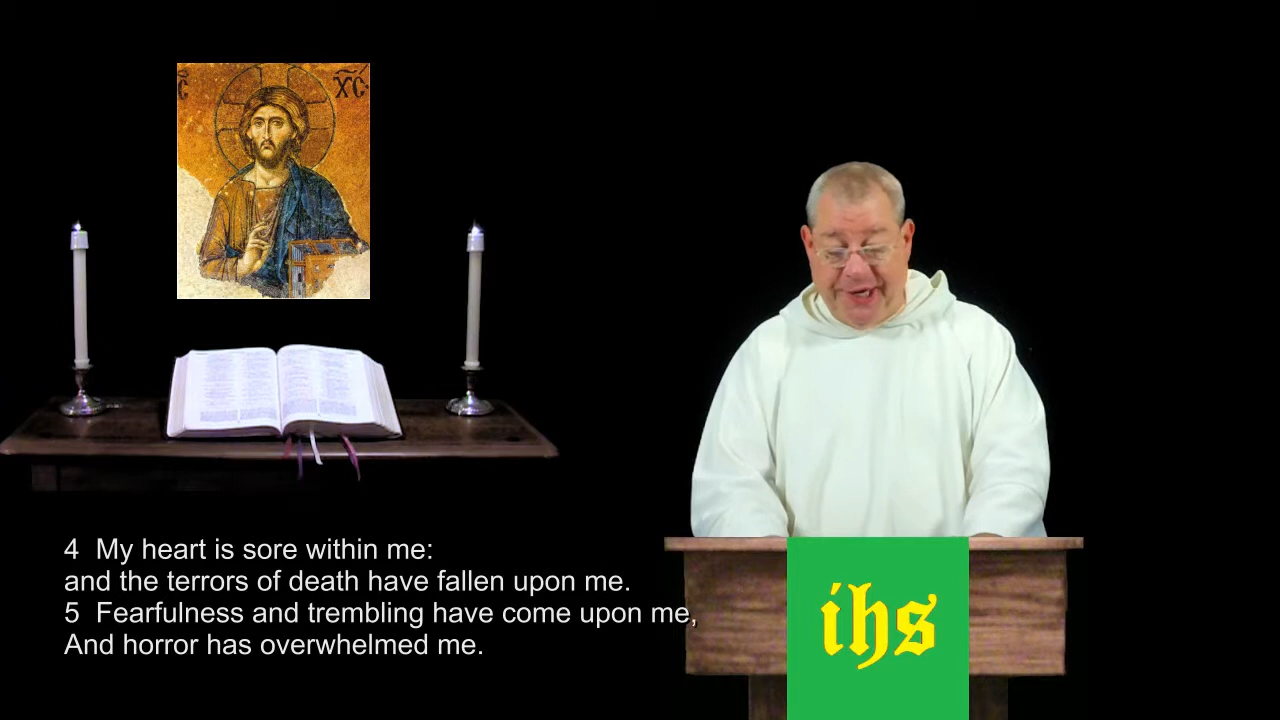 X̃C
4 My heart is sore within me:
and the terrors of death have fallen upon me.
5 Fearfulness and trembling have come upon me,
And horror has overwhelmed me.
ihs